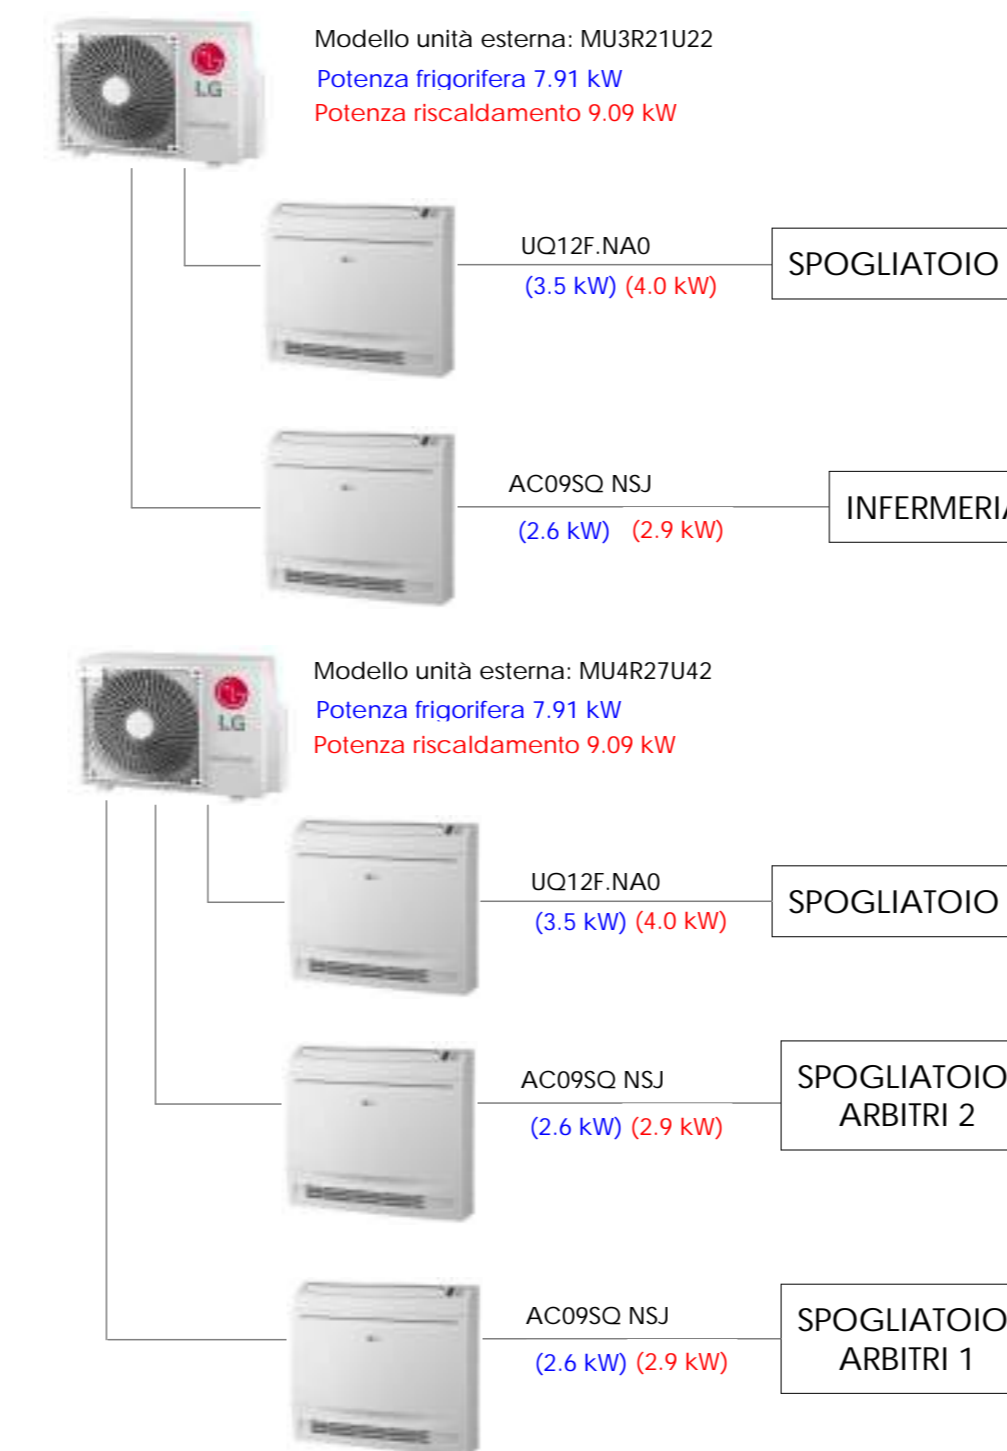 Modello unità esterna: MU3R21U22
Potenza frigorifera 7.91 kW
Potenza riscaldamento 9.09 kW
LG
UQ12F.NA0
(3.5 kW) (4.0 kW)
SPOGLIATOIO
AC09SQ NSJ
(2.6 kW) (2.9 kW)
INFERMERIA
Modello unità esterna: MU4R27U42
Potenza frigorifera 7.91 kW
Potenza riscaldamento 9.09 kW
LG
UQ12F.NA0
(3.5 kW) (4.0 kW)
SPOGLIATOIO
AC09SQ NSJ
(2.6 kW) (2.9 kW)
SPOGLIATOIO
ARBITRI 2
AC09SQ NSJ
(2.6 kW) (2.9 kW)
SPOGLIATOIO
ARBITRI 1